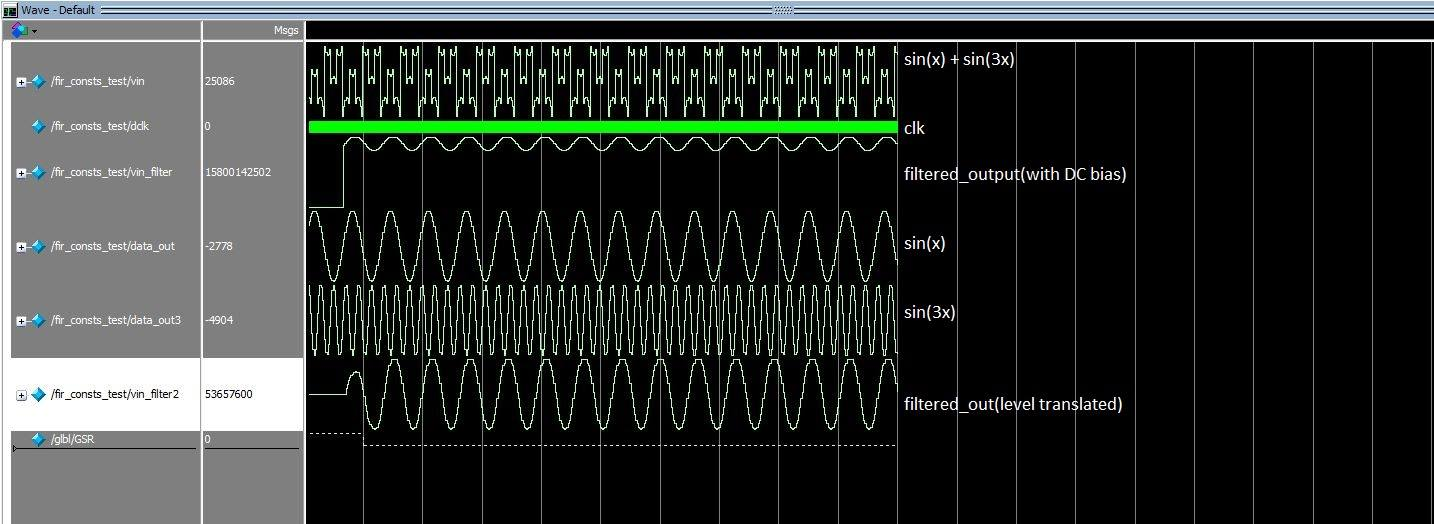 Wave - Default
Msgs
/fir_consts_test/vin 25086 sin(x) + sin(3x)
/fir_consts_test/dclk 0 clk
/fir_consts_test/vin_filter 15800142502 filtered_output(with DC bias)
/fir_consts_test/data_out -2778 sin(x)
/fir_consts_test/data_out3 -4904 sin(3x)
/fir_consts_test/vin_filter2 53657600 filtered_out(level translated)
/glbl/GSR 0